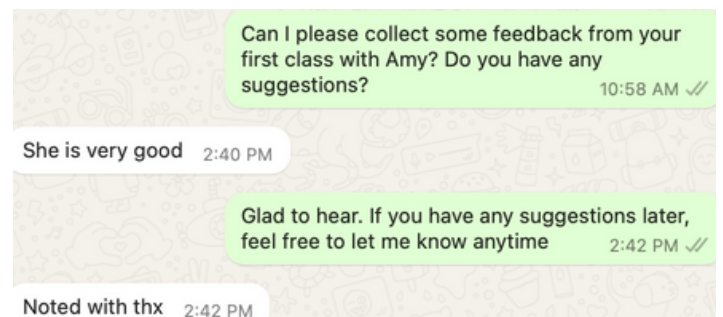 Can I please collect some feedback from your
first class with Amy? Do you have any
suggestions?
10:58 AM
She is very good 2:40 PM
Glad to hear. If you have any suggestions later,
feel free to let me know anytime 2:42 PM
Noted with thx 2:42 PM